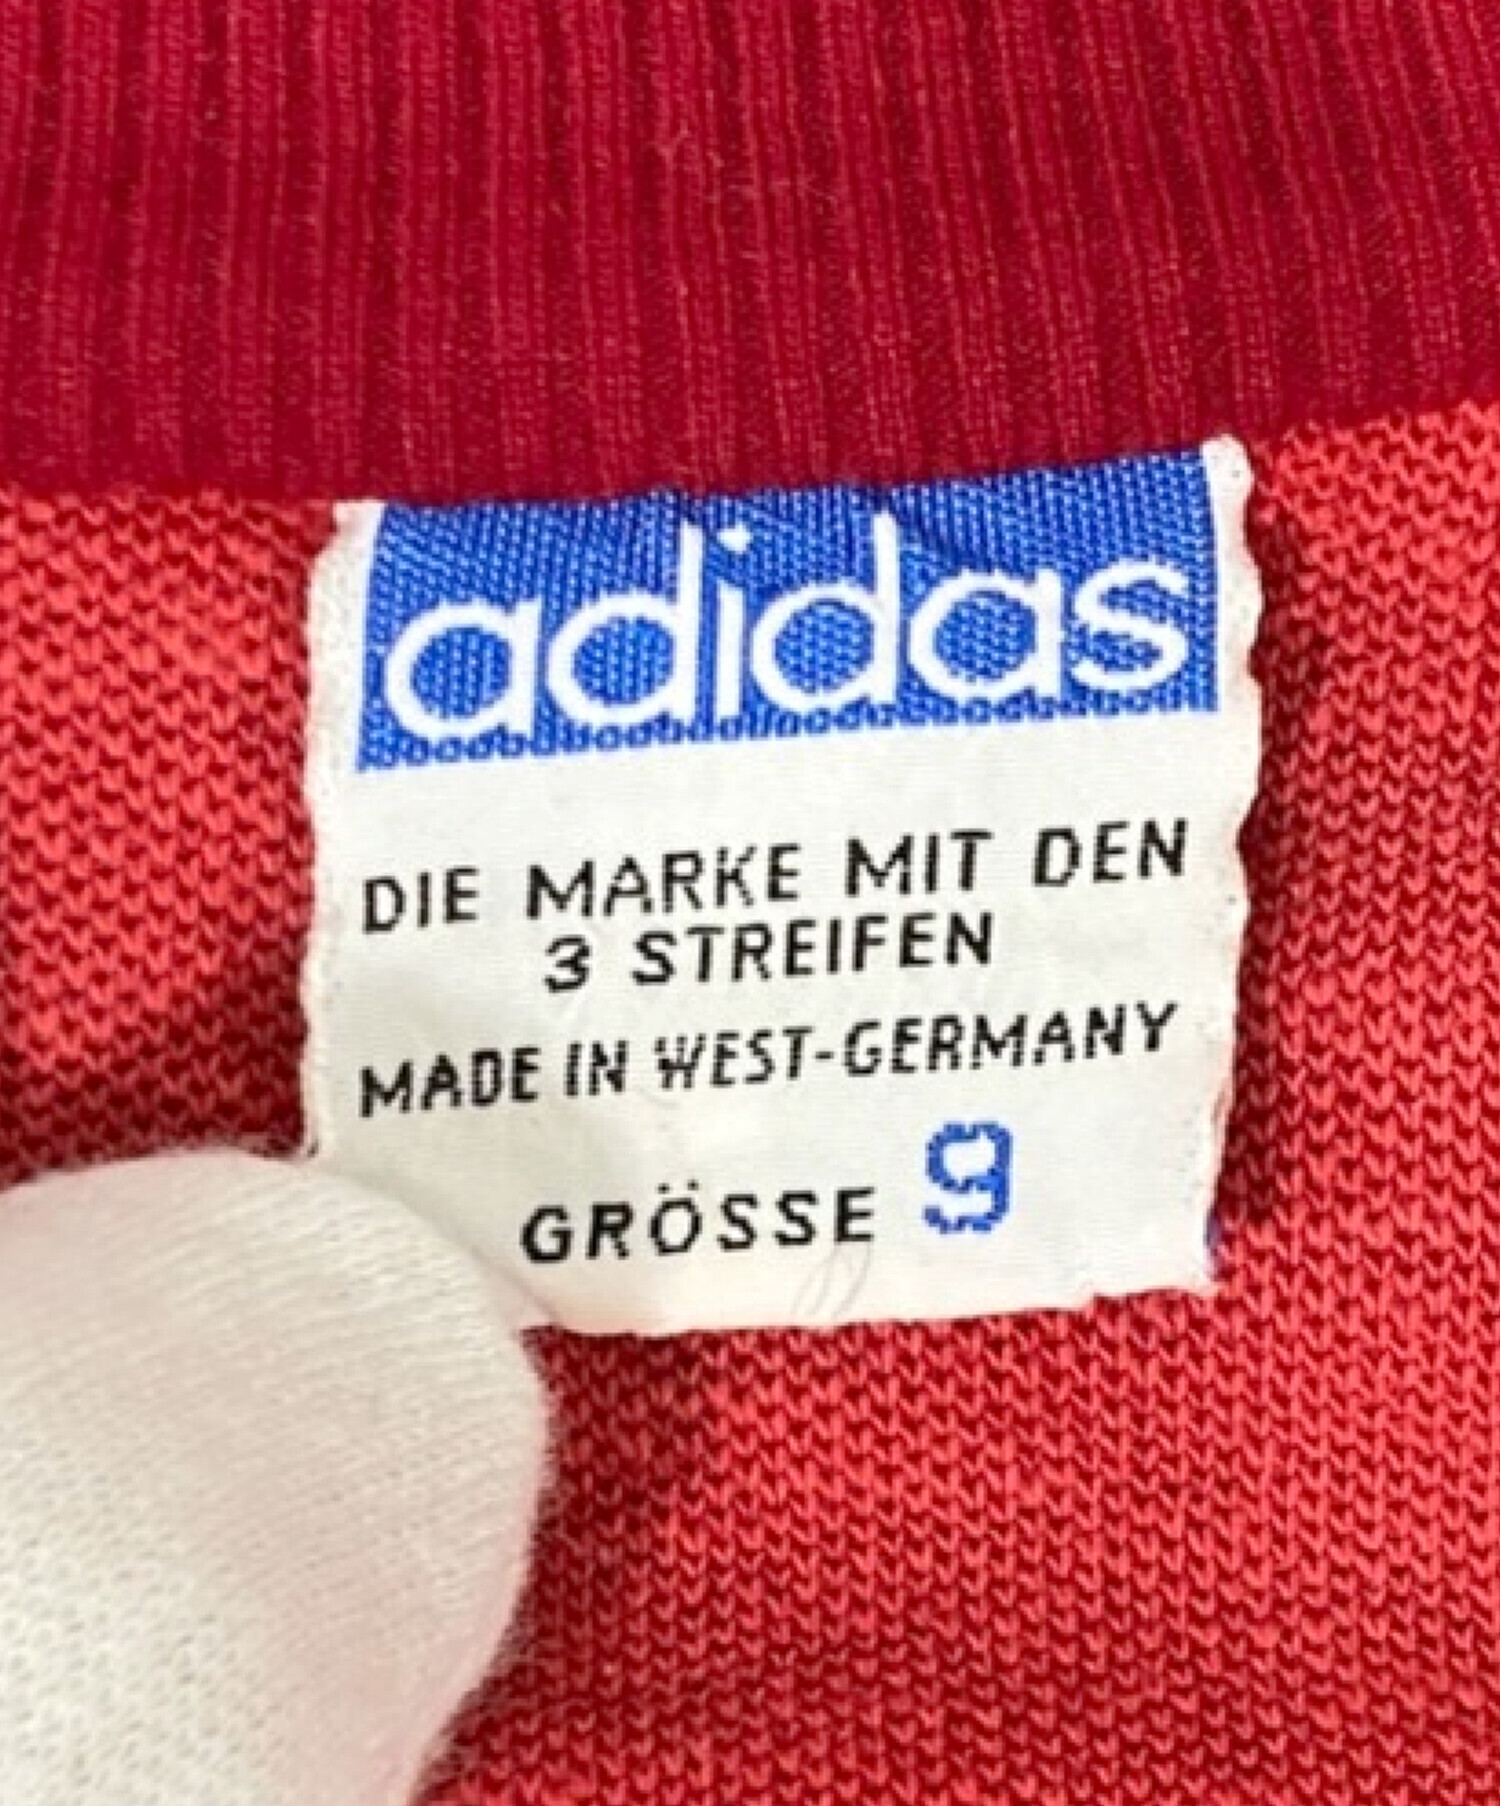 adidas
DIE MARKE MIT DEN
3 STREIFEN
MADE IN WEST-GERMANY
GRÖSSE 9